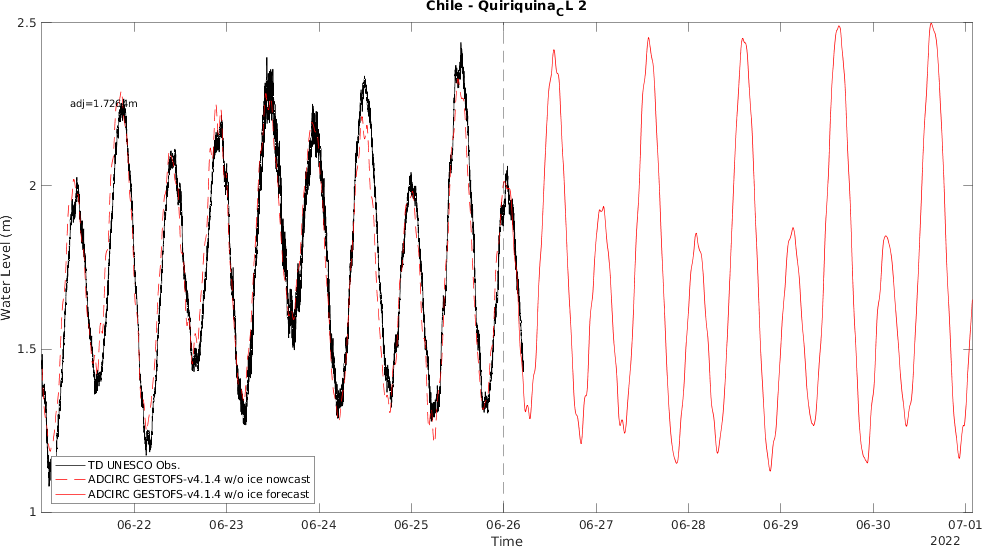 Chile - Quiriquina_CL 2
2.5
2
1.5
1
Water Level (m)
adj=1.7264m
TD UNESCO Obs.
ADCIRC GESTOFS-v4.1.4 w/o ice nowcast
ADCIRC GESTOFS-v4.1.4 w/o ice forecast
06-22 06-23 06-24 06-25 06-26 06-27 06-28 06-29 06-30 07-01
Time
2022